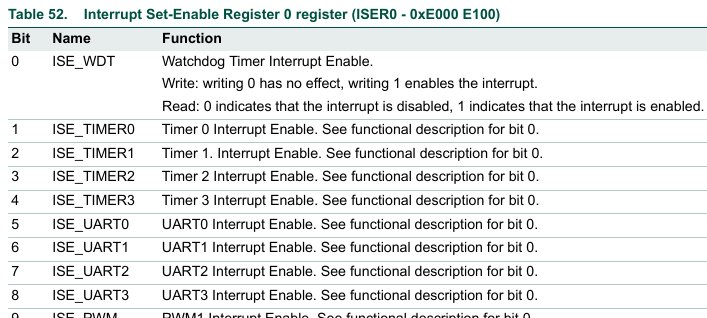 Table 52. Interrupt Set-Enable Register 0 register (ISER0 - 0xE000 E100)
Bit Name Function
0 ISE_WDT Watchdog Timer Interrupt Enable.
Write: writing 0 has no effect, writing 1 enables the interrupt.
Read: 0 indicates that the interrupt is disabled, 1 indicates that the interrupt is enabled.
1 ISE_TIMER0 Timer 0 Interrupt Enable. See functional description for bit 0.
2 ISE_TIMER1 Timer 1. Interrupt Enable. See functional description for bit 0.
3 ISE_TIMER2 Timer 2 Interrupt Enable. See functional description for bit 0.
4 ISE_TIMER3 Timer 3 Interrupt Enable. See functional description for bit 0.
5 ISE_UART0 UART0 Interrupt Enable. See functional description for bit 0.
6 ISE_UART1 UART1 Interrupt Enable. See functional description for bit 0.
7 ISE_UART2 UART2 Interrupt Enable. See functional description for bit 0.
8 ISE_UART3 UART3 Interrupt Enable. See functional description for bit 0.
9 ISE_PWM PWM1 Interrupt Enable. See functional description for bit 0.